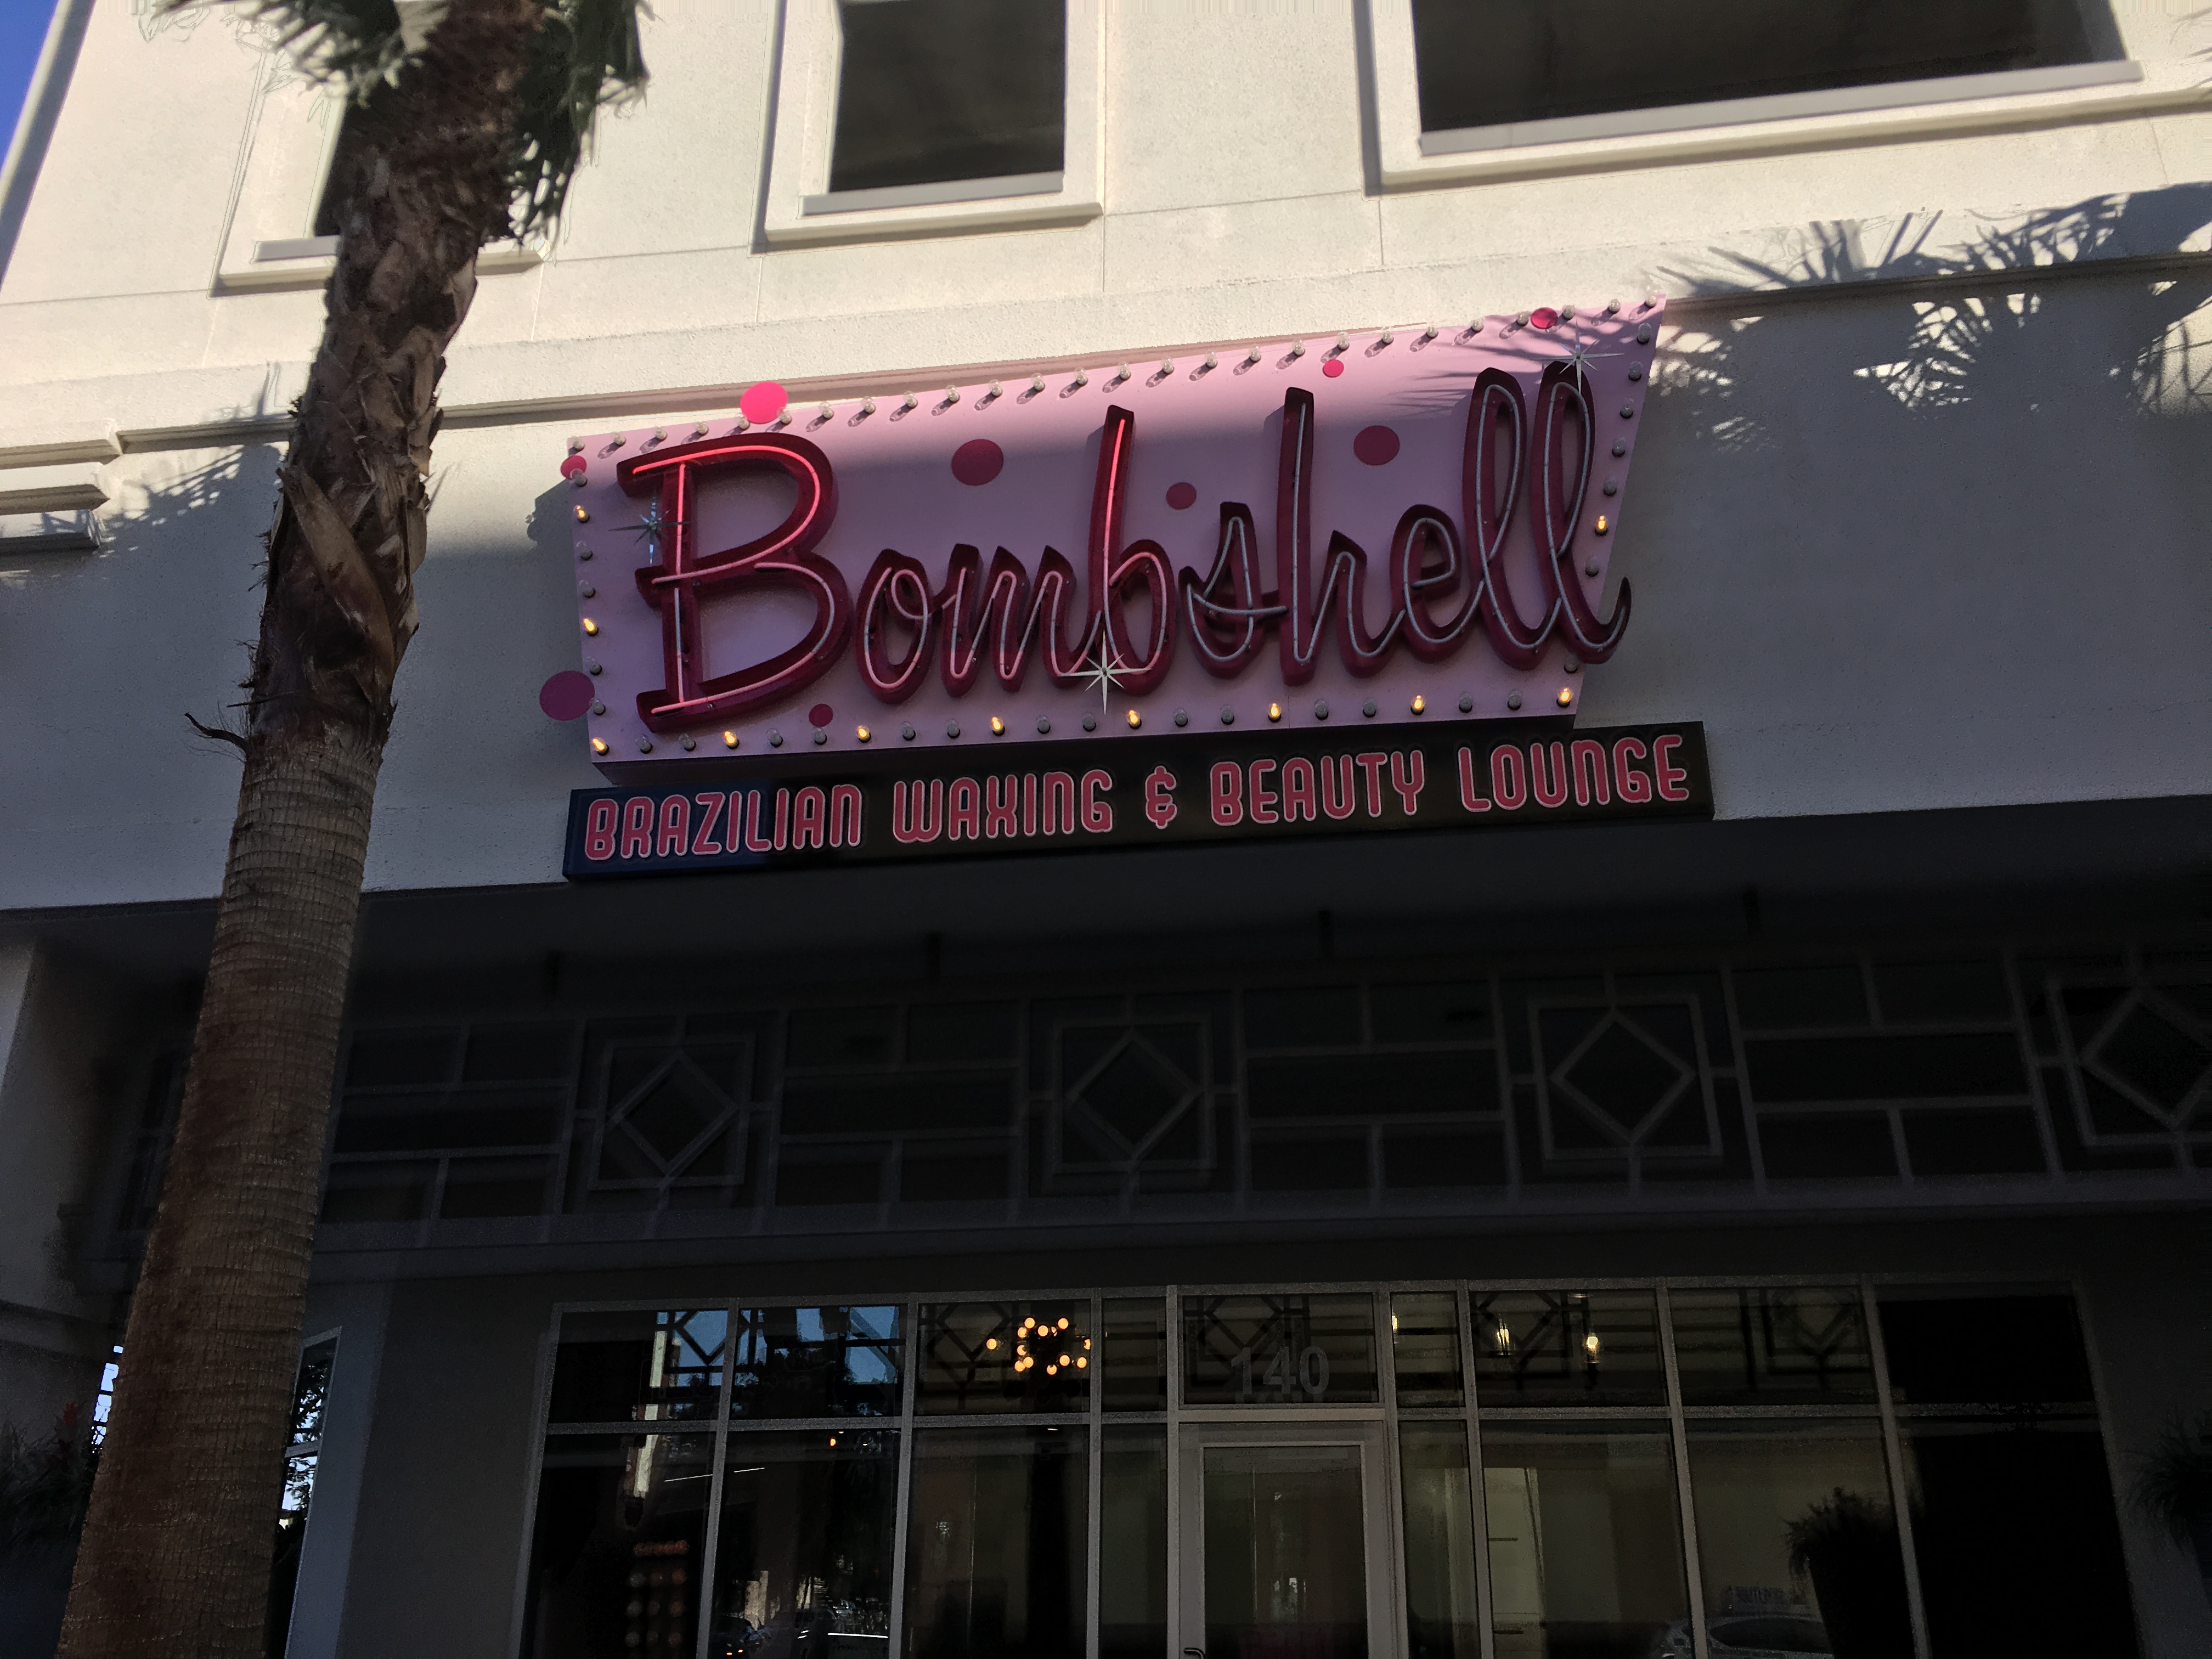 Bombshell
BRAZILIAN WAXING & BEAUTY LOUNGE
140